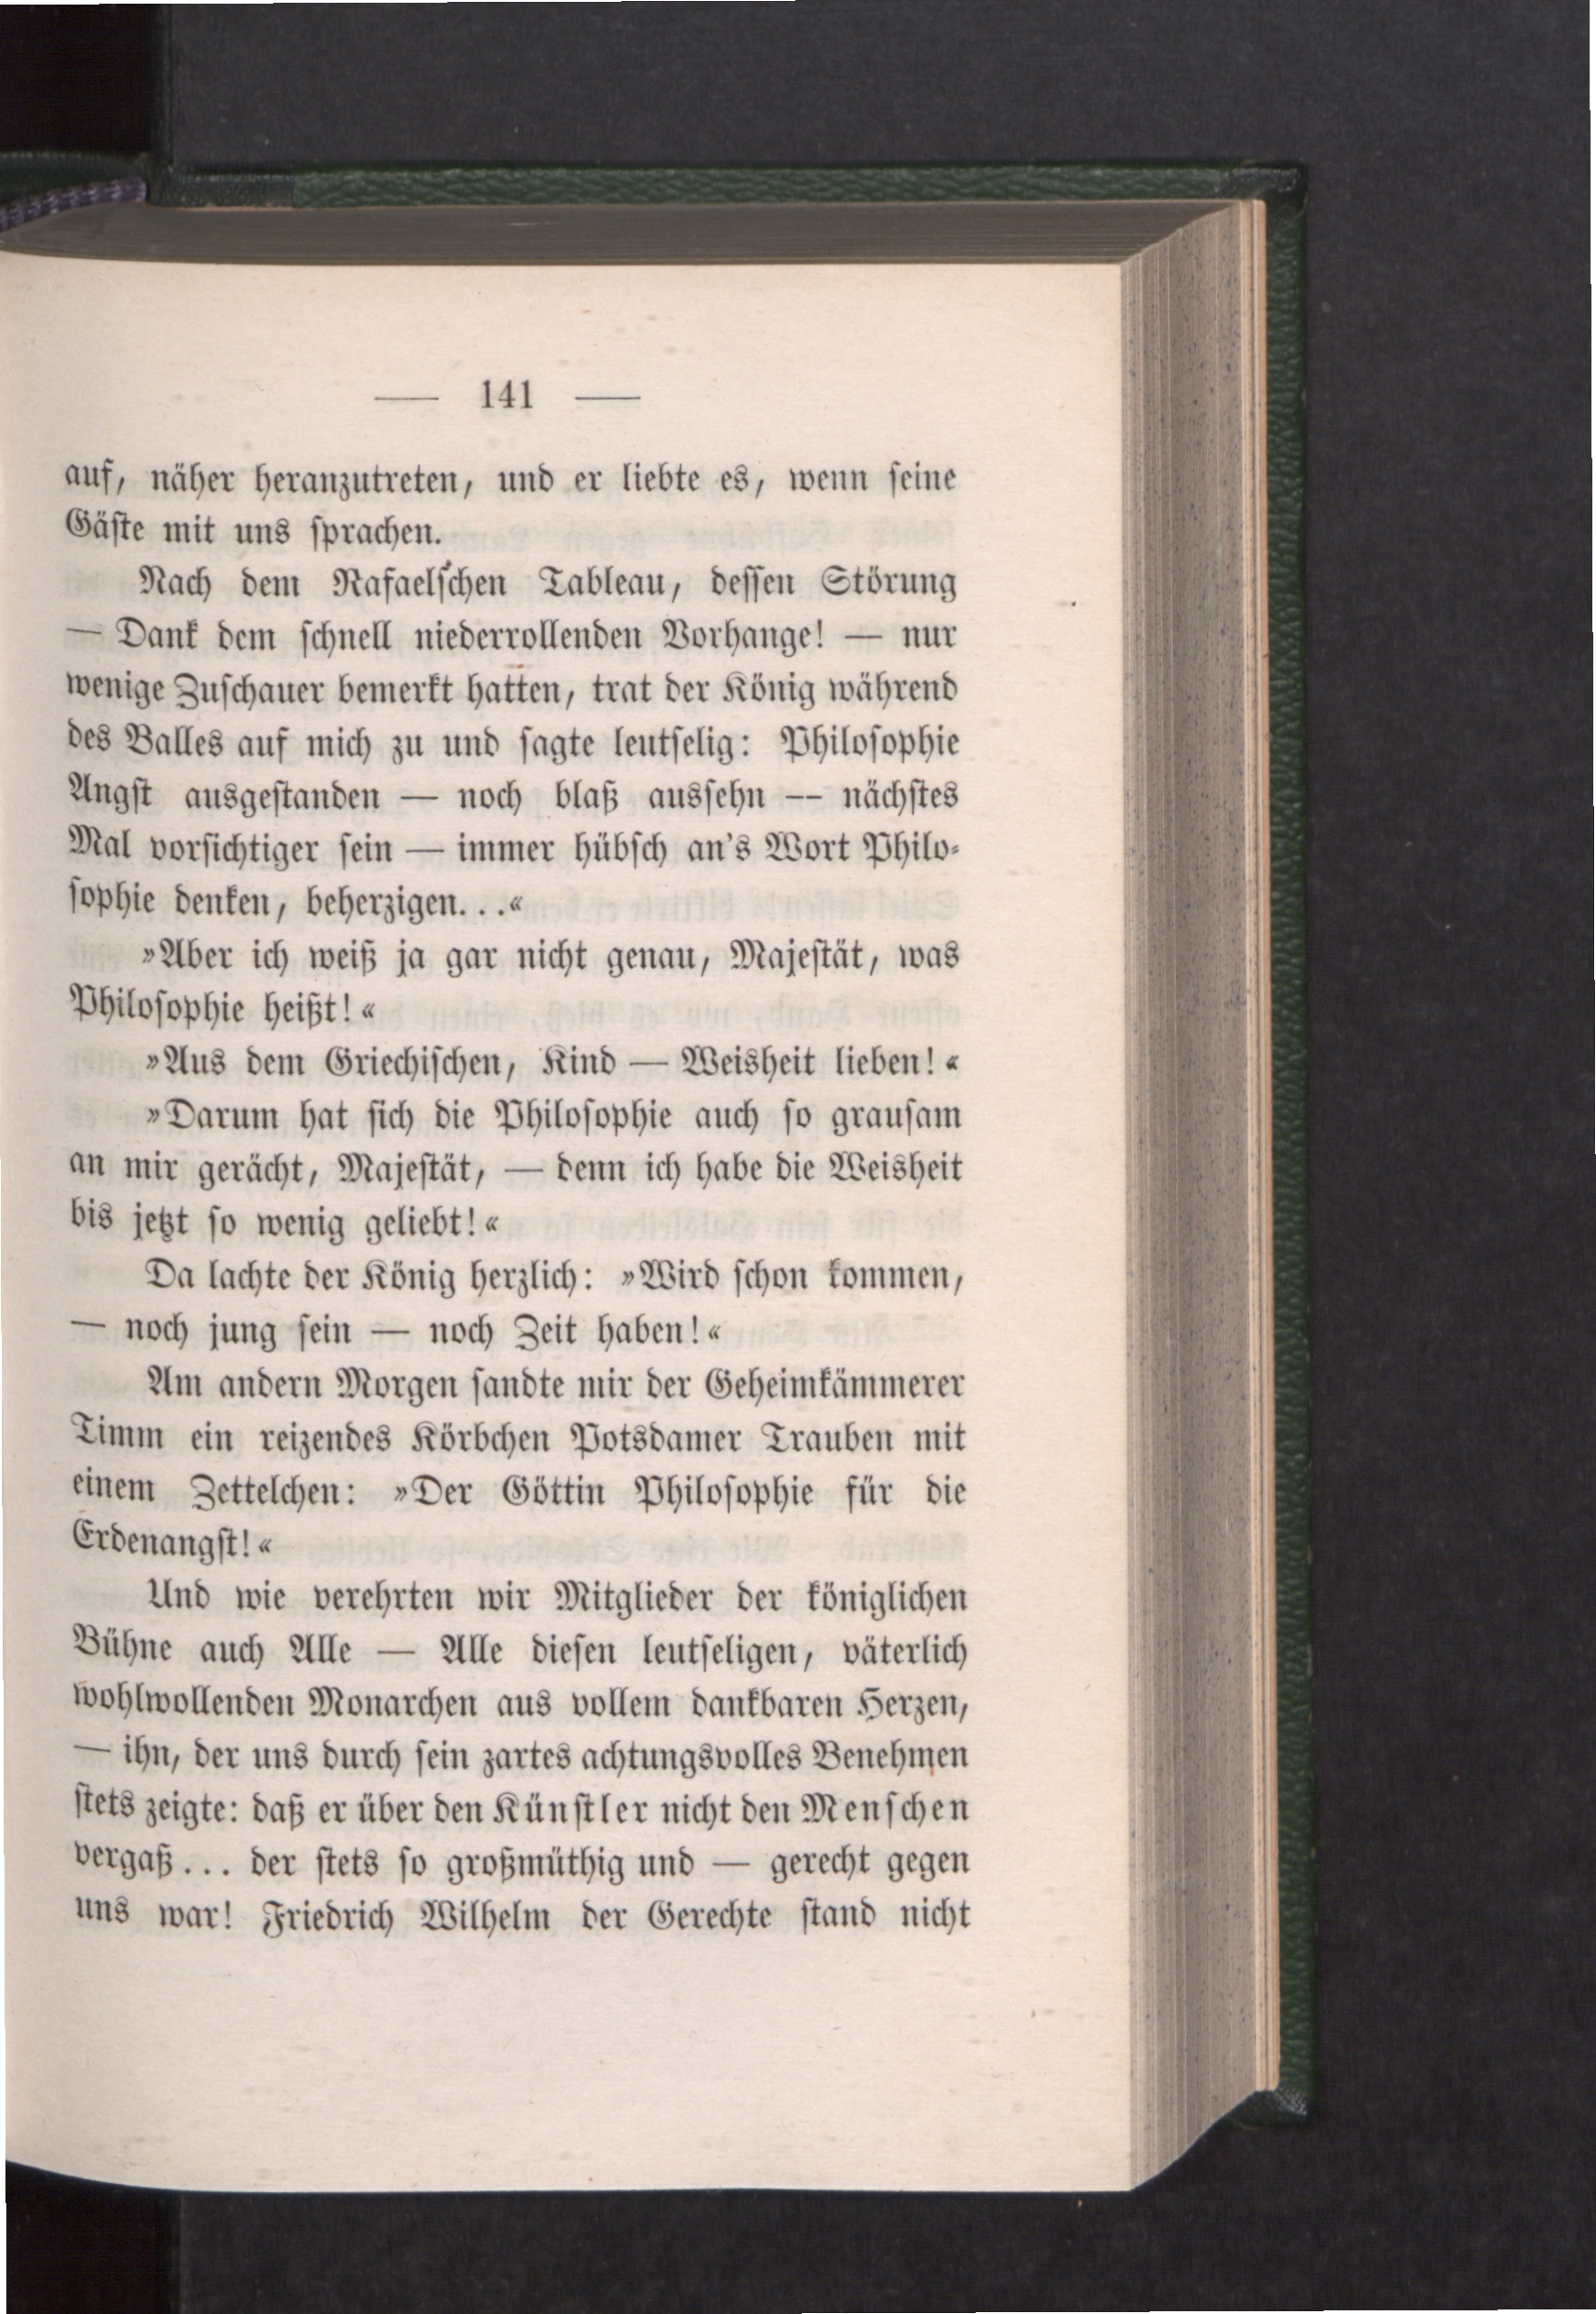 — 141 —
auf, näher heranzutreten, und er liebte es, wenn seine
Gäste mit uns sprachen.
Nach dem Rafaelschen Tableau, dessen Störung
— Dank dem schnell niederrollenden Vorhange! — nur
wenige Zuschauer bemerkt hatten, trat der König während
des Balles auf mich zu und sagte leutselig: Philosophie
Angst ausgestanden — noch blaß aussehn — nächstes
Mal vorsichtiger sein — immer hübsch an's Wort Philo-
sophie denken, beherzigen...«
»Aber ich weiß ja gar nicht genau, Majestät, was
Philosophie heißt!«
»Aus dem Griechischen, Kind — Weisheit lieben!«
»Darum hat sich die Philosophie auch so grausam
an mir gerächt, Majestät, — denn ich habe die Weisheit
bis jetzt so wenig geliebt!«
Da lachte der König herzlich: »Wird schon kommen,
— noch jung sein — noch Zeit haben!«
Am andern Morgen sandte mir der Geheimkämmerer
Timm ein reizendes Körbchen Potsdamer Trauben mit
einem Zettelchen: »Der Göttin Philosophie für die
Erdenangst!«
Und wie verehrten wir Mitglieder der königlichen
Bühne auch Alle — Alle diesen leutseligen, väterlich
wohlwollenden Monarchen aus vollem dankbaren Herzen,
— ihn, der uns durch sein zartes achtungsvolles Benehmen
stets zeigte: daß er über den Künstler nicht den Menschen
vergaß... der stets so großmüthig und — gerecht gegen
uns war! Friedrich Wilhelm der Gerechte stand nicht